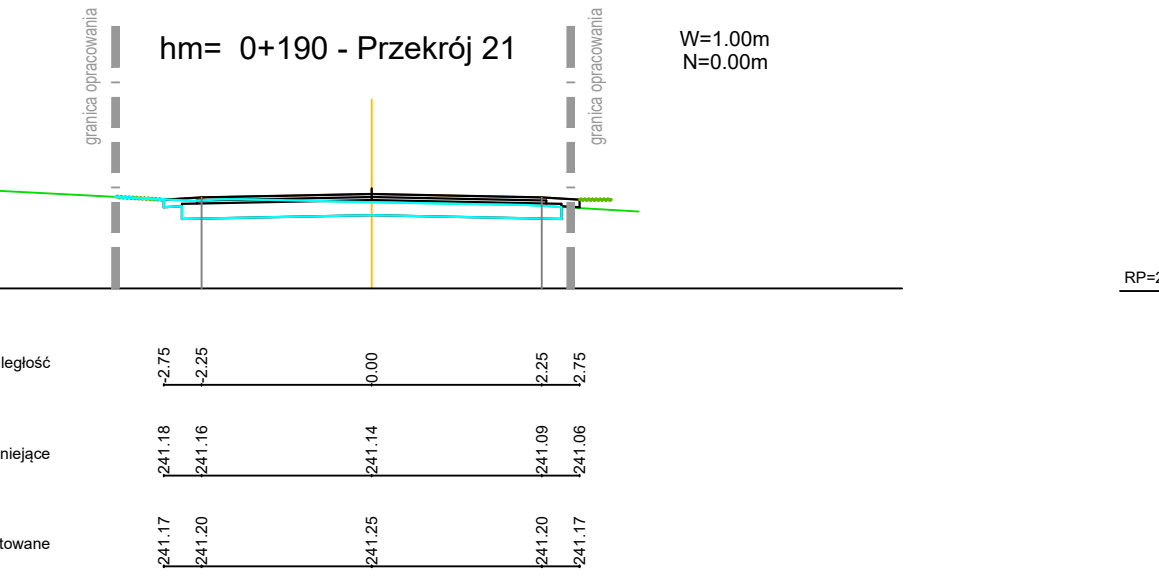 granica opracowania
hm= 0+190 - Przekrój 21
granica opracowania
W=1.00m
N=0.00m
RP=2
ległość
-2.75 -2.25 0.00 2.25 2.75
niejące
241.18 241.16 241.14 241.09 241.06
towane
241.17 241.20 241.25 241.20 241.17